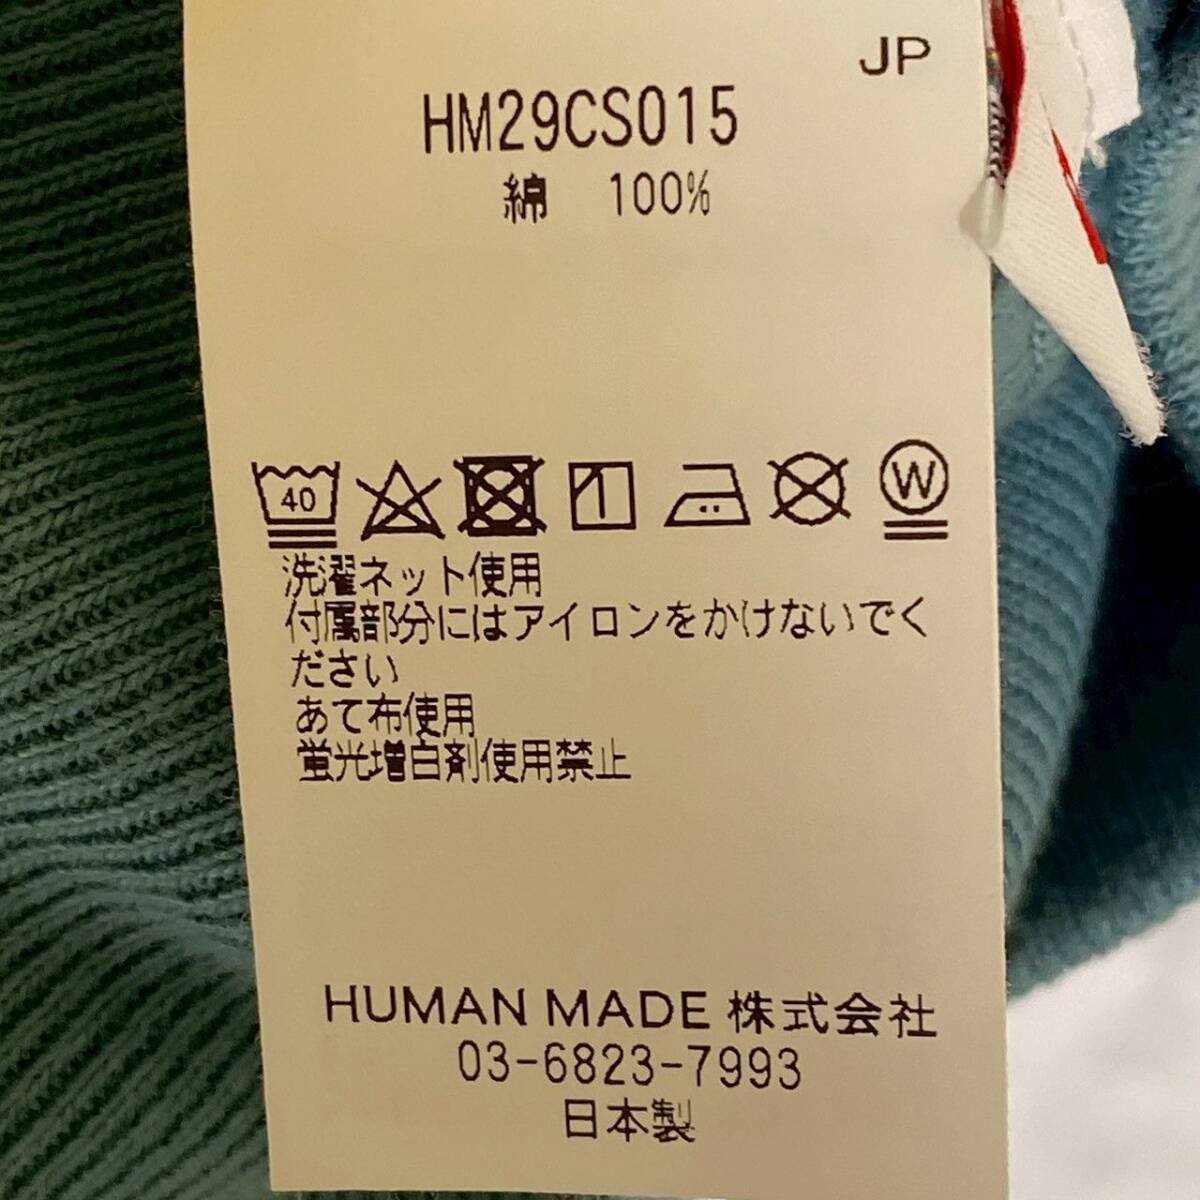 JP
HM29CS015
綿 100%
40
W
洗濯ネット使用
付属部分にはアイロンをかけないでく
ださい
あて布使用
蛍光増白剤使用禁止
HUMAN MADE 株式会社
03-6823-7993
日本製